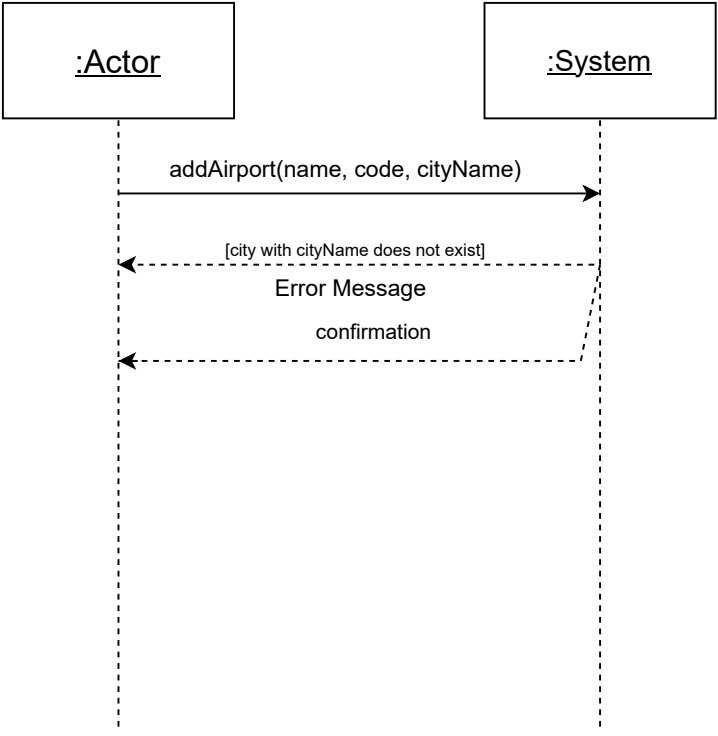 :Actor
:System
addAirport(name, code, cityName)
[city with cityName does not exist]
Error Message
confirmation